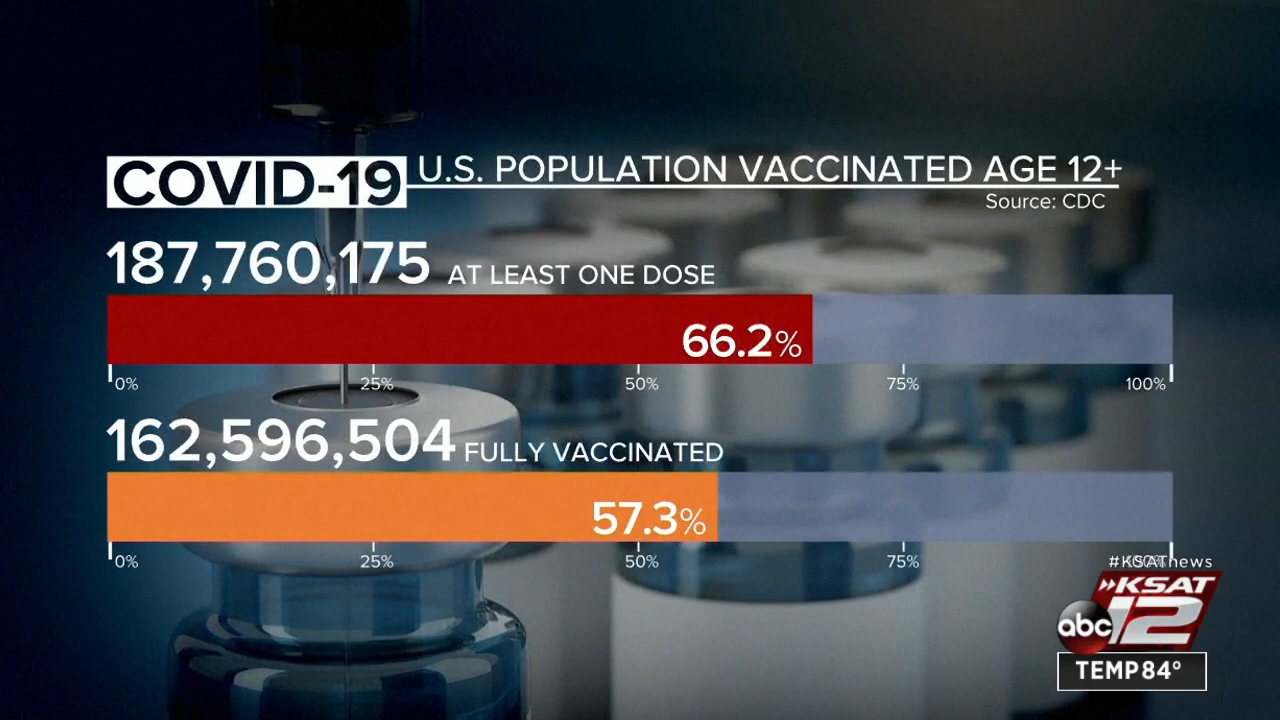 COVID-19 U.S. POPULATION VACCINATED AGE 12+
Source: CDC
187,760,175 AT LEAST ONE DOSE
66.2%
0% 25% 50% 75% 100%
162,596,504 FULLY VACCINATED
57.3%
0% 25% 50% 75%
#KSATnews
KSAT
abc 12
TEMP 84°